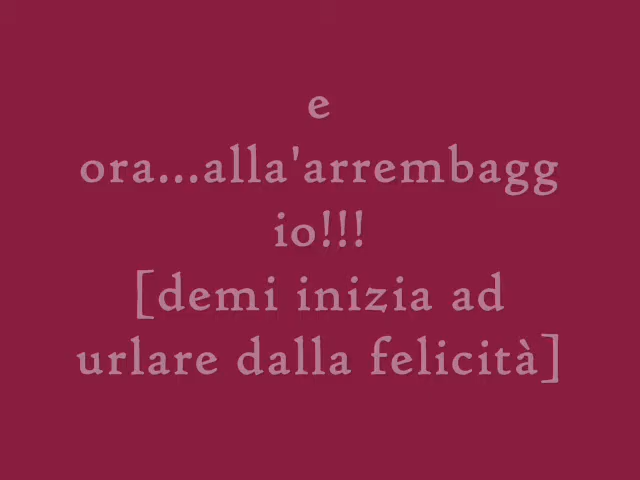 e
ora...alla'arrembagg
io!!!
[demi inizia ad
urlare dalla felicità]